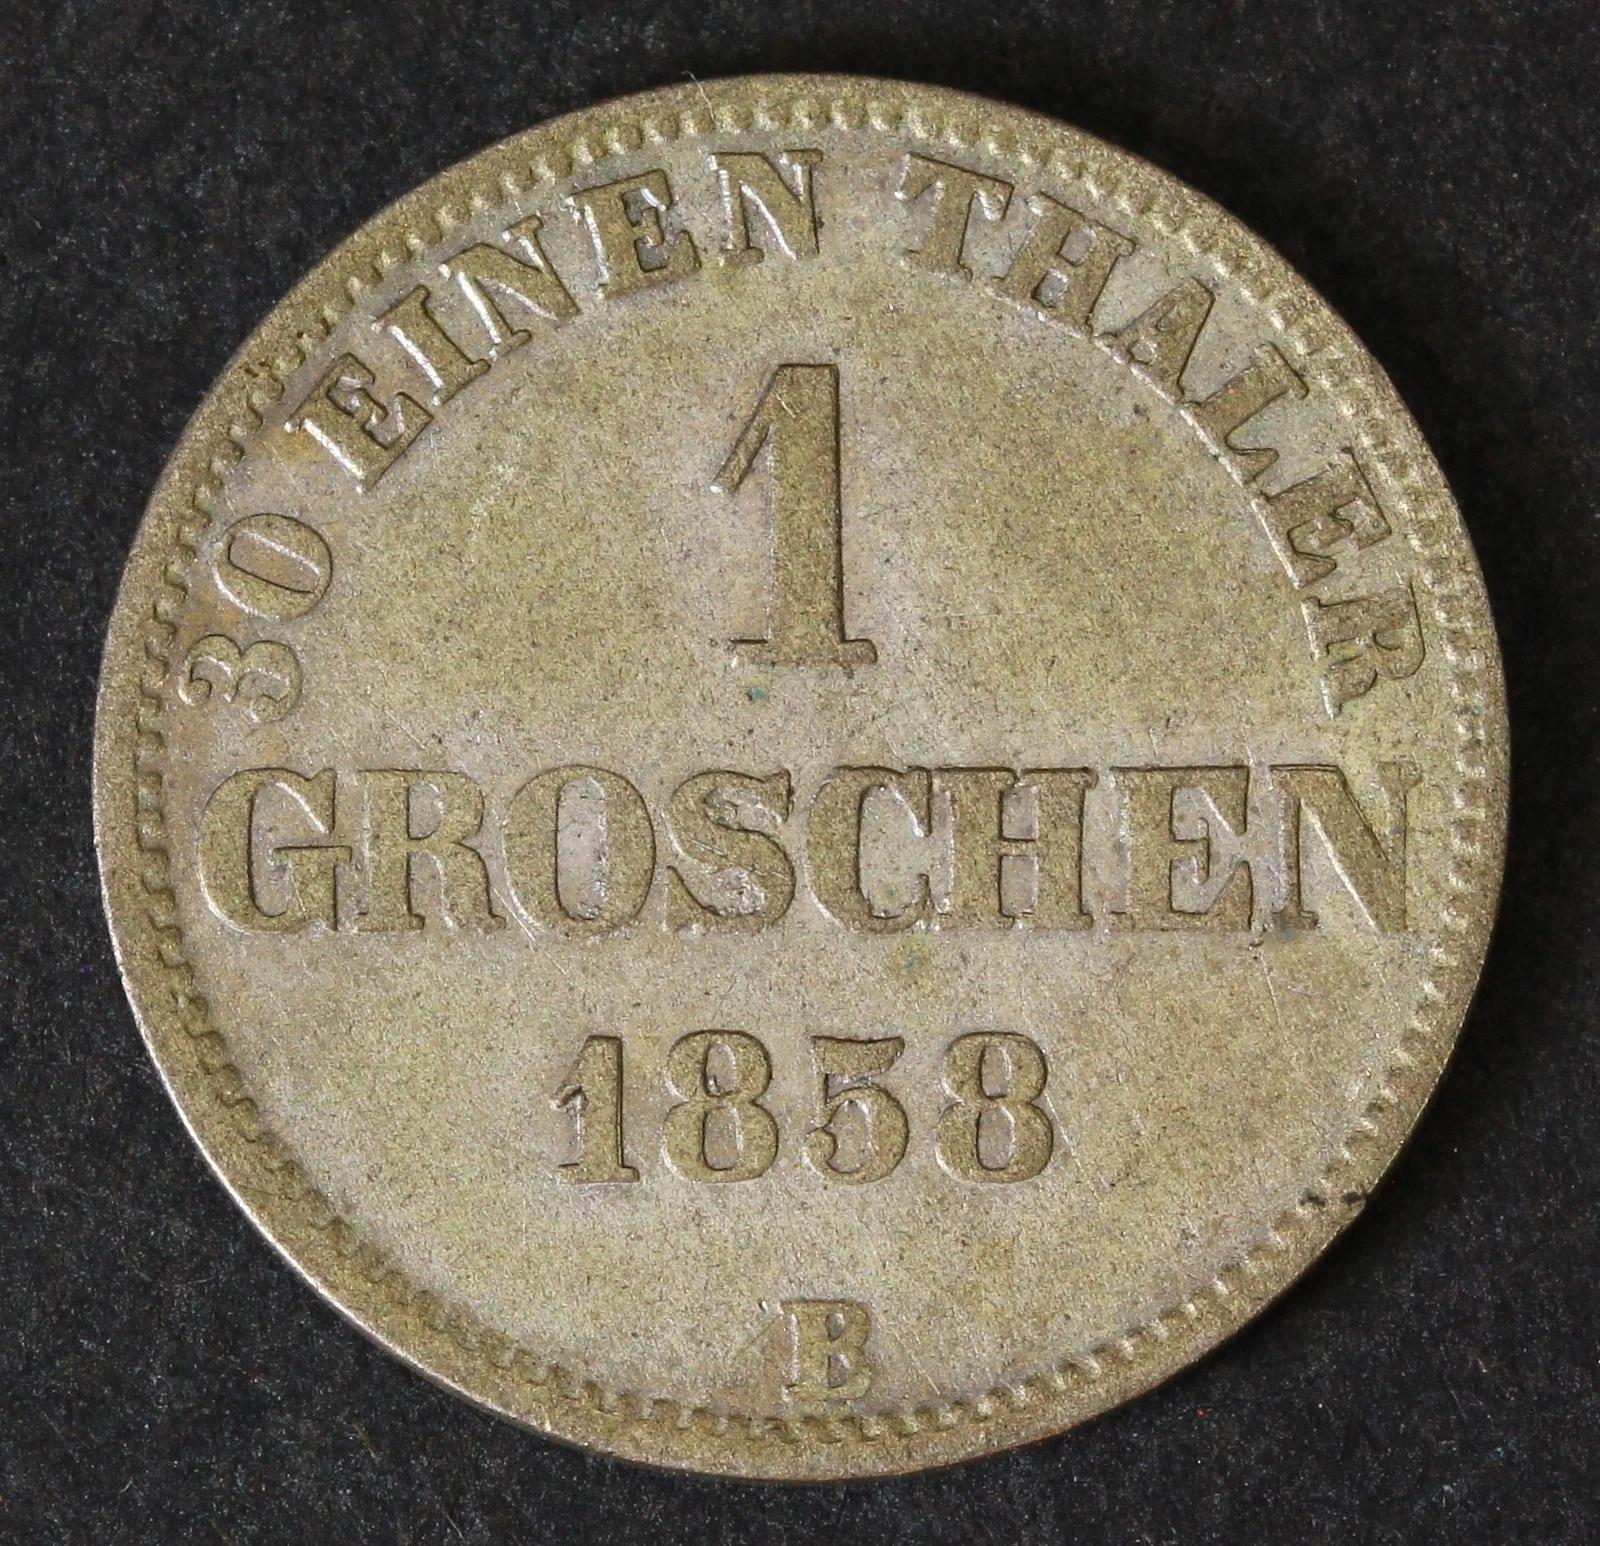 30 EINEN THALER
1
GROSCHEN
1858
B